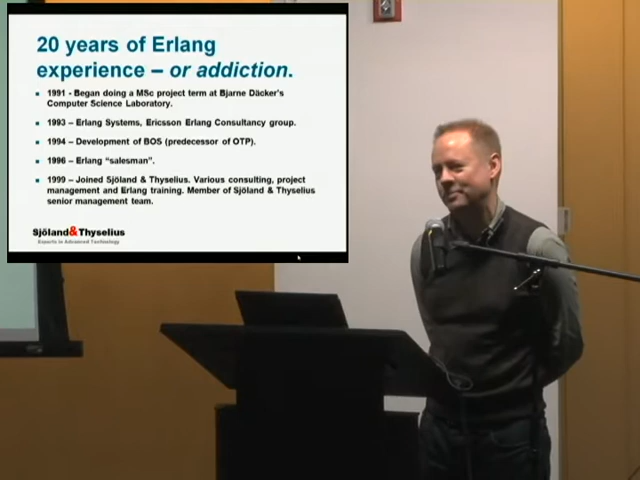 20 years of Erlang
experience – or addiction.
1991 - Began doing a MSc project term at Bjarne Däcker's
Computer Science Laboratory.
1993 – Erlang Systems, Ericsson Erlang Consultancy group.
1994 – Development of BOS (predecessor of OTP).
1996 – Erlang "salesman".
1999 – Joined Sjöland & Thyselius. Various consulting, project
management and Erlang training. Member of Sjöland & Thyselius
senior management team.
Sjöland&Thyselius
Experts in Advanced Technology